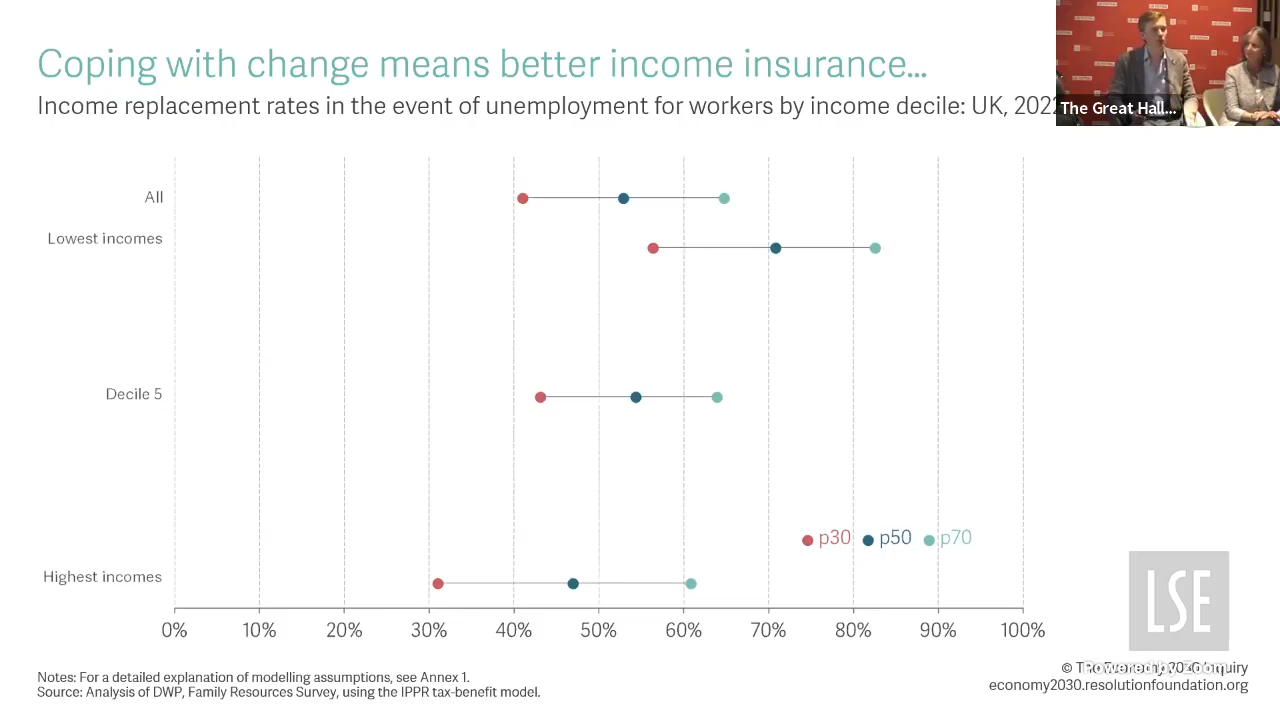 Coping with change means better income insurance...
Income replacement rates in the event of unemployment for workers by income decile: UK, 202
The Great Hall...
All
Lowest incomes
Decile 5
p30 p50 p70
Highest incomes
0% 10% 20% 30% 40% 50% 60% 70% 80% 90% 100%
LSE
Notes: For a detailed explanation of modelling assumptions, see Annex 1.
Source: Analysis of DWP, Family Resources Survey, using the IPPR tax-benefit model.
Powered by Zoom
economy2030.resolutionfoundation.org